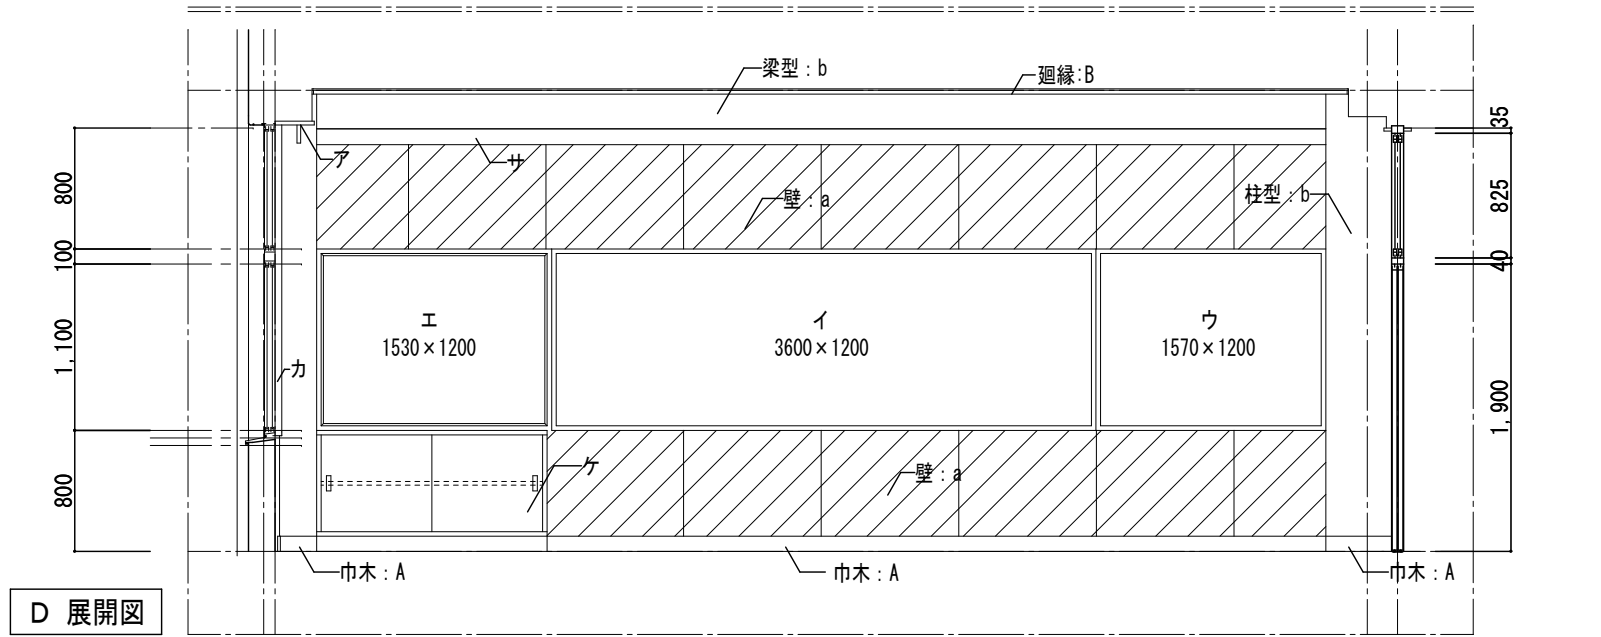 梁型：b
廻縁:B
ア
サ
壁：a
柱型：b
エ
1530×1200
イ
3600×1200
ウ
1570×1200
カ
ケ
壁：a
巾木：A
巾木：A
巾木：A
800
100
1,100
800
35
825
40
1,900
D 展開図